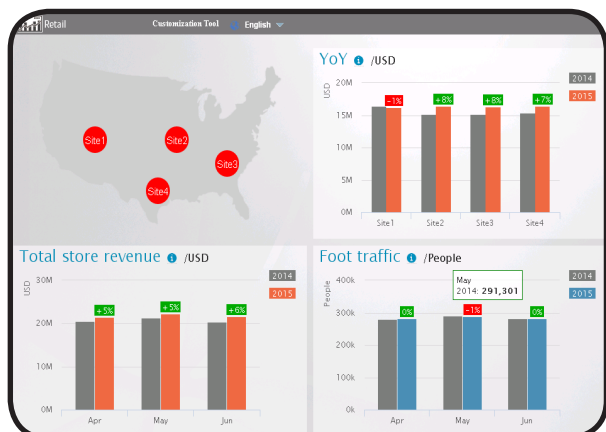 Retail
Customization Tool
English
Site1
Site2
Site3
Site4
YoY i /USD
USD
20M
15M
10M
5M
0M
-1%
+8%
+8%
+7%
2014
2015
Site1 Site2 Site3 Site4
Total store revenue i /USD
USD
30M
20M
10M
0M
+5%
+5%
+6%
2014
2015
Apr May Jun
Foot traffic i /People
People
400k
300k
200k
100k
0k
May
2014: 291,301
0%
-1%
0%
2014
2015
Apr May Jun